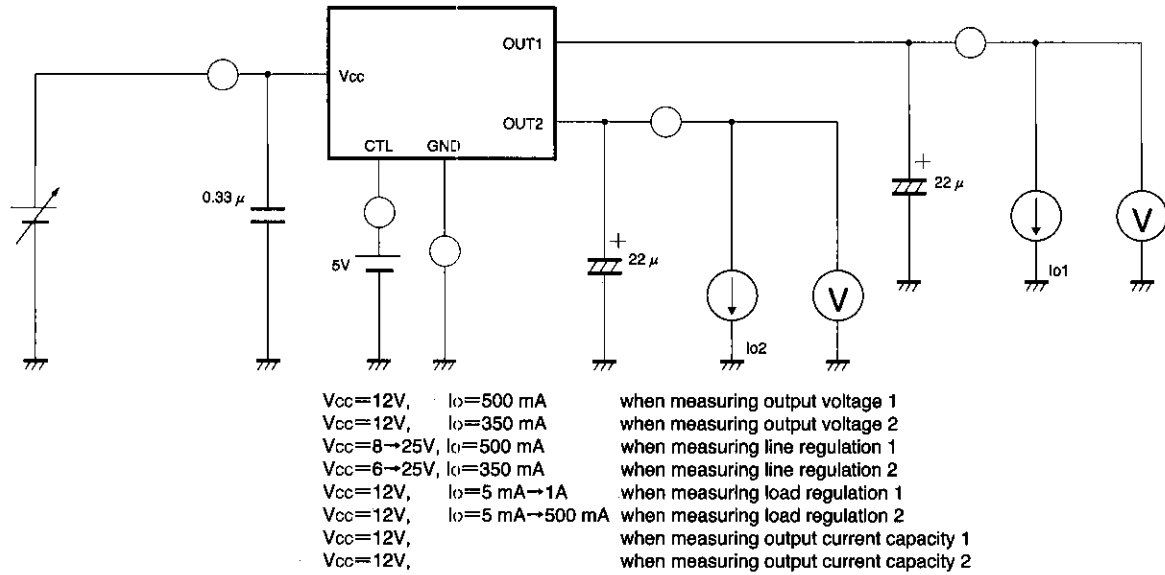 OUT1
Vcc
OUT2
CTL GND
0.33 μ
5V
+
22 μ
+
22 μ
V
V
Io1
Io2
Vcc=12V, Io=500 mA when measuring output voltage 1
Vcc=12V, Io=350 mA when measuring output voltage 2
Vcc=8→25V, Io=500 mA when measuring line regulation 1
Vcc=6→25V, Io=350 mA when measuring line regulation 2
Vcc=12V, Io=5 mA→1A when measuring load regulation 1
Vcc=12V, Io=5 mA→500 mA when measuring load regulation 2
Vcc=12V, when measuring output current capacity 1
Vcc=12V, when measuring output current capacity 2